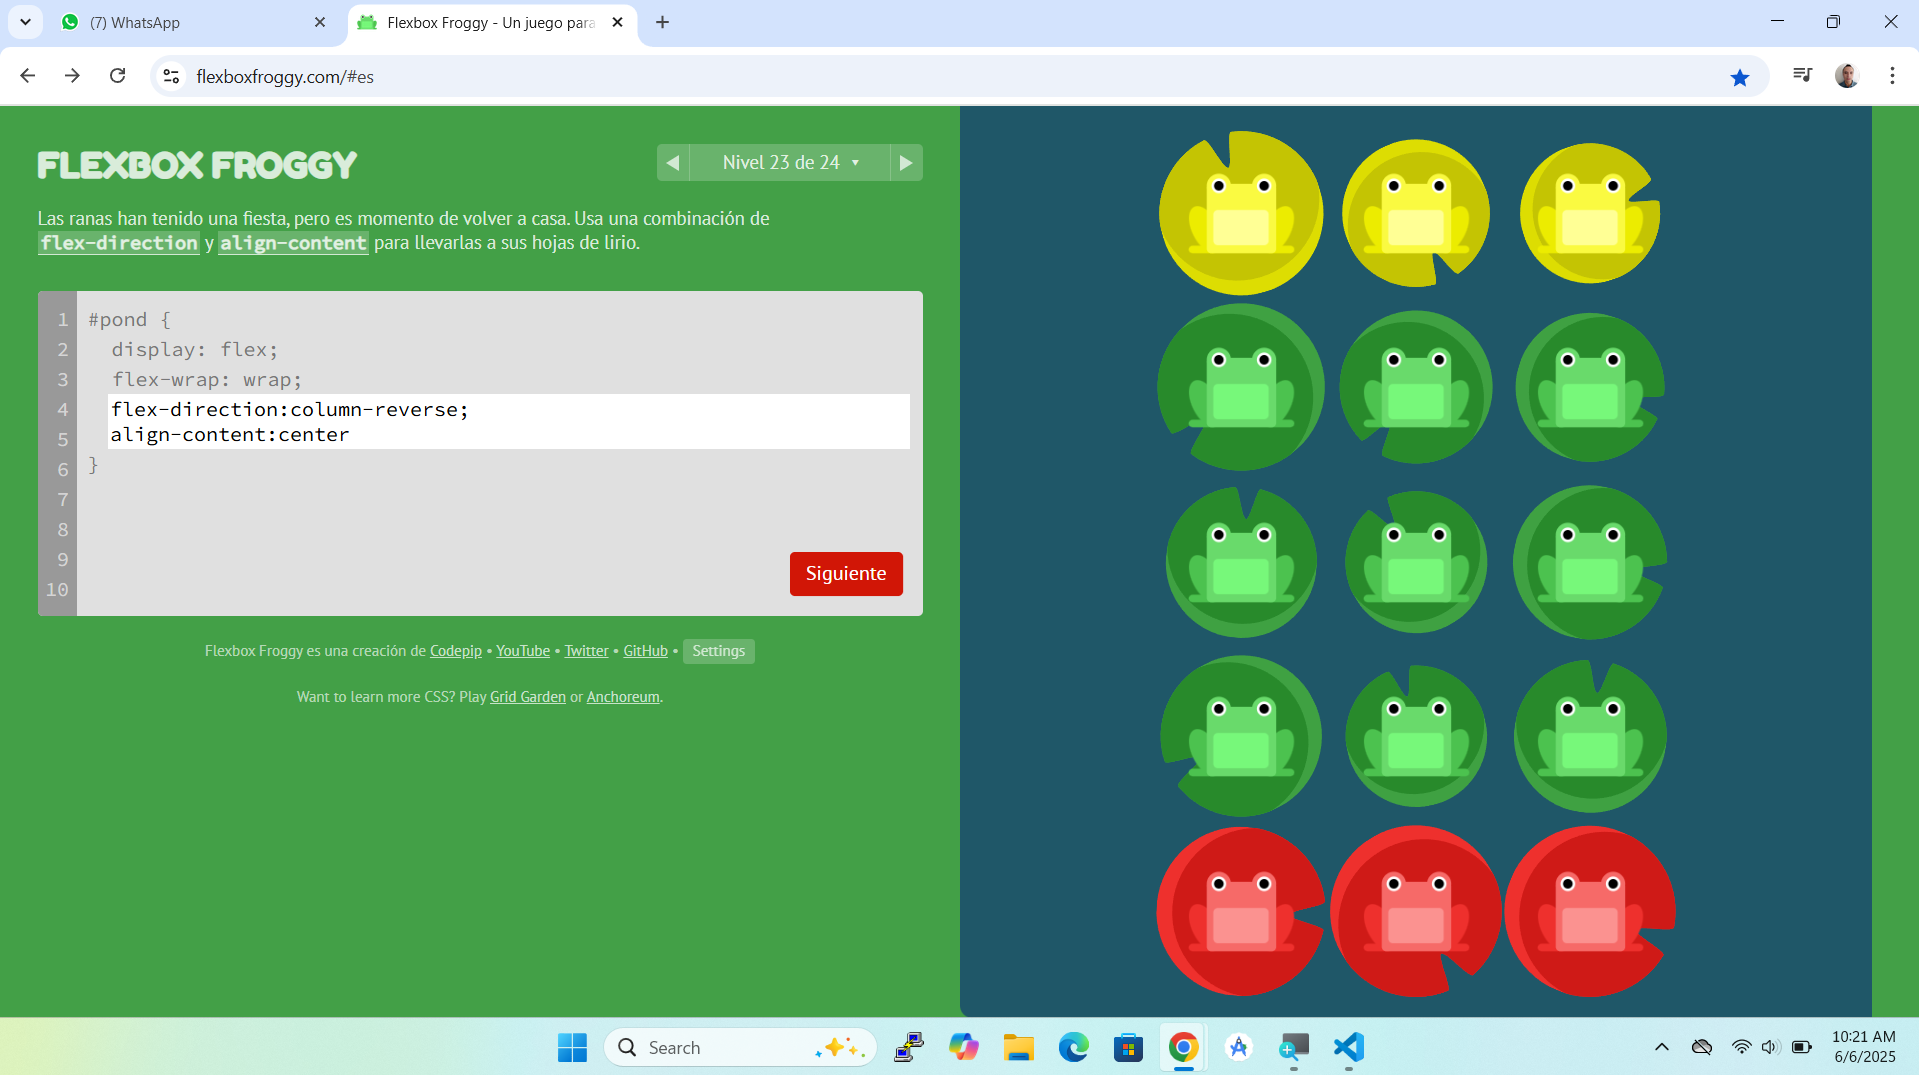 (7) WhatsApp
Flexbox Froggy - Un juego para
flexboxfroggy.com/#es
FLEXBOX FROGGY
Nivel 23 de 24
Las ranas han tenido una fiesta, pero es momento de volver a casa. Usa una combinación de
flex-direction y align-content para llevarlas a sus hojas de lirio.
1 #pond {
2 display: flex;
3 flex-wrap: wrap;
4 flex-direction:column-reverse;
5 align-content:center
6 }
7
8
9
10
Siguiente
Flexbox Froggy es una creación de Codepip • YouTube • Twitter • GitHub • Settings
Want to learn more CSS? Play Grid Garden or Anchoreum.
Search
10:21 AM
6/6/2025